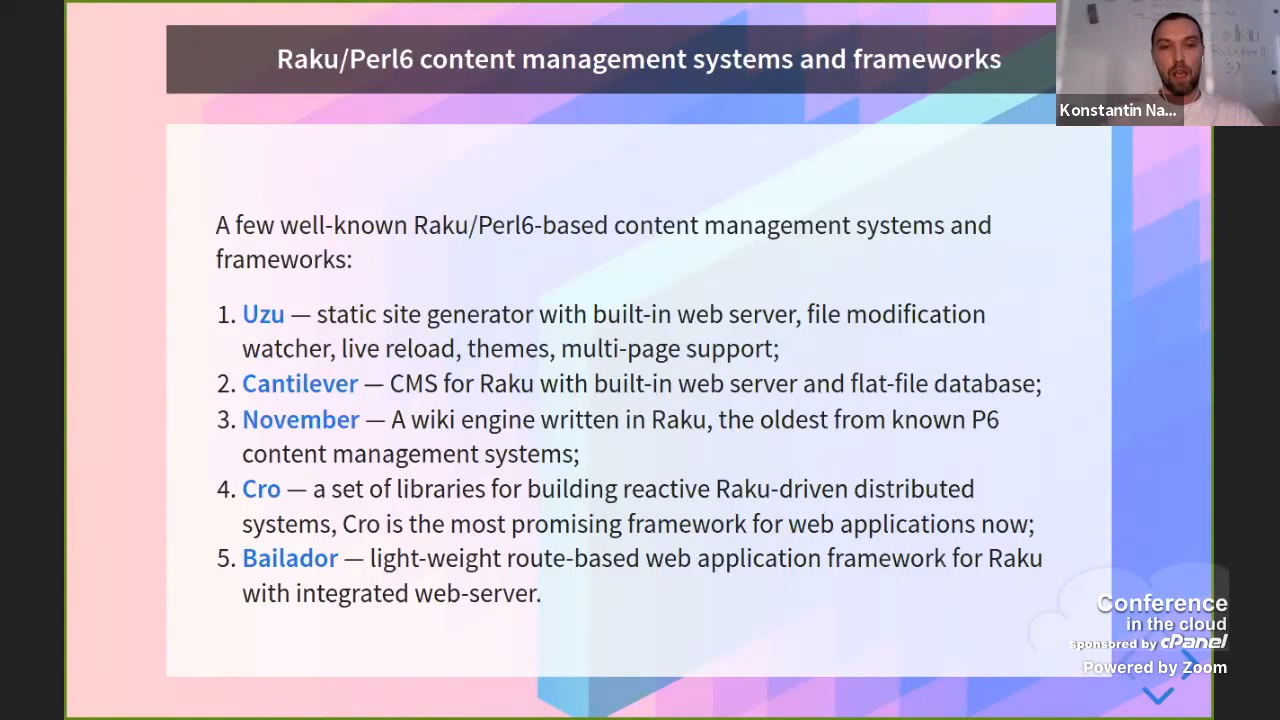 Raku/Perl6 content management systems and frameworks
Konstantin Na...
A few well-known Raku/Perl6-based content management systems and
frameworks:
1. Uzu — static site generator with built-in web server, file modification
watcher, live reload, themes, multi-page support;
2. Cantilever — CMS for Raku with built-in web server and flat-file database;
3. November — A wiki engine written in Raku, the oldest from known P6
content management systems;
4. Cro — a set of libraries for building reactive Raku-driven distributed
systems, Cro is the most promising framework for web applications now;
5. Bailador — light-weight route-based web application framework for Raku
with integrated web-server.
Conference
in the cloud
sponsored by cPanel
Powered by Zoom